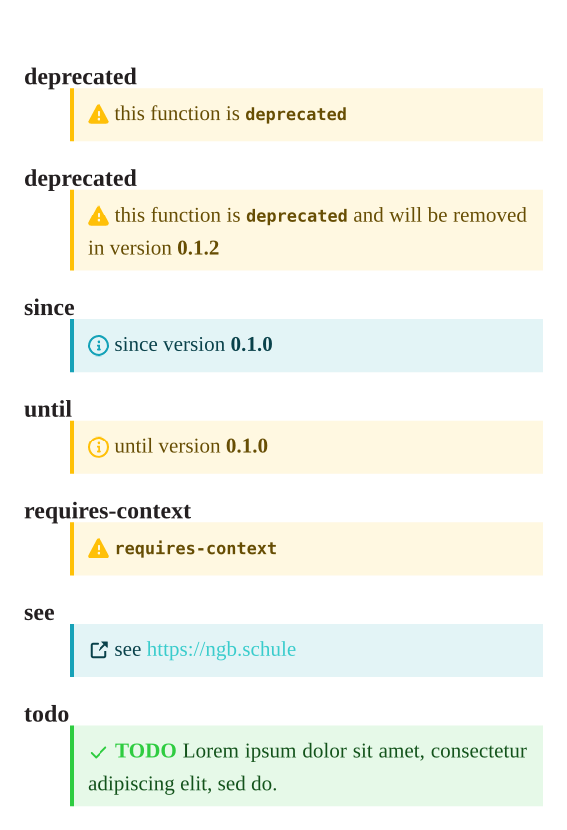 deprecated
this function is deprecated
deprecated
this function is deprecated and will be removed
in version 0.1.2
since
since version 0.1.0
until
until version 0.1.0
requires-context
requires-context
see
see https://ngb.schule
todo
TODO Lorem ipsum dolor sit amet, consectetur
adipiscing elit, sed do.